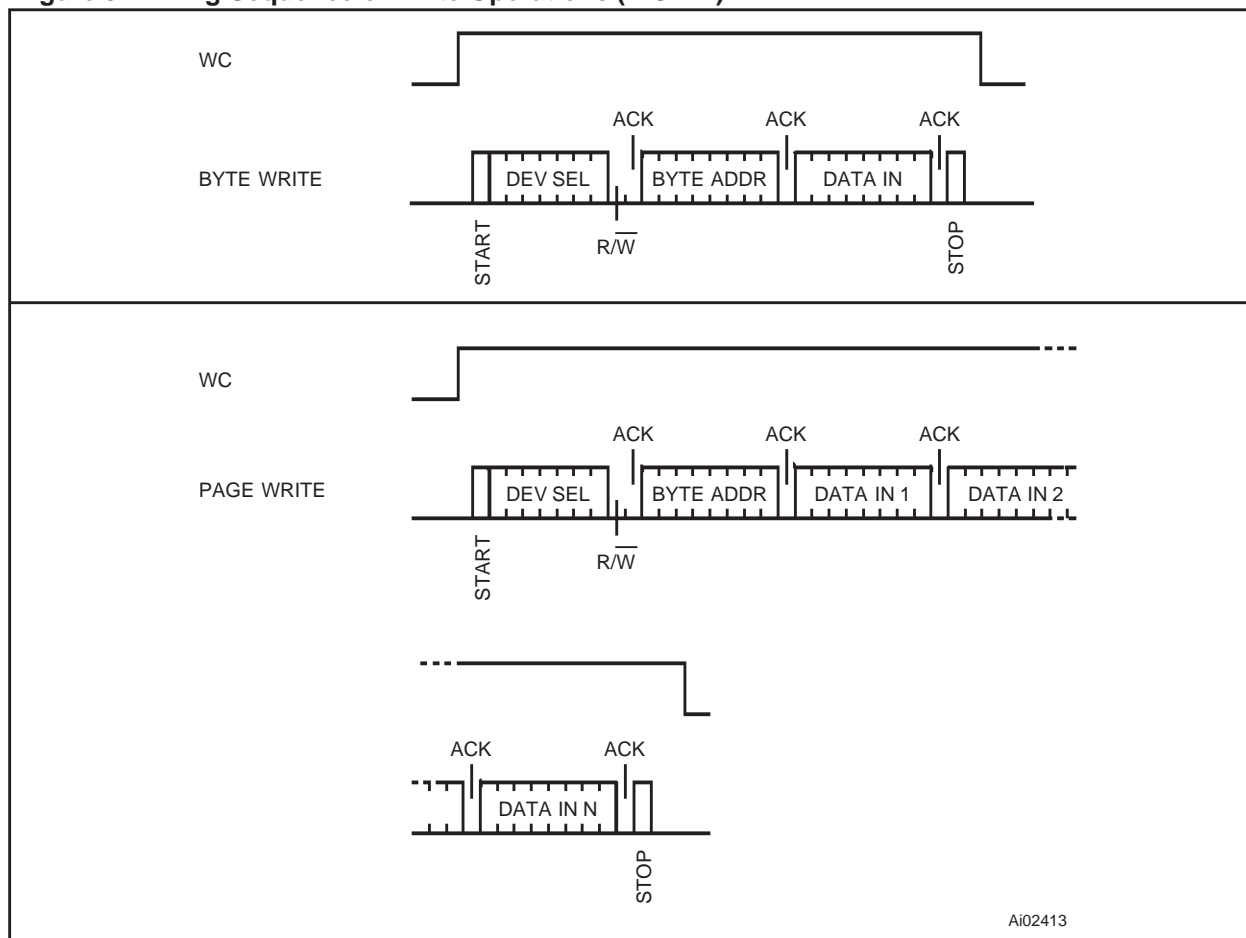 WC
ACK ACK ACK
BYTE WRITE DEV SEL BYTE ADDR DATA IN
R/W
START
STOP
WC
ACK ACK ACK
PAGE WRITE DEV SEL BYTE ADDR DATA IN 1 DATA IN 2
R/W
START
ACK ACK
DATA IN N
STOP
Ai02413